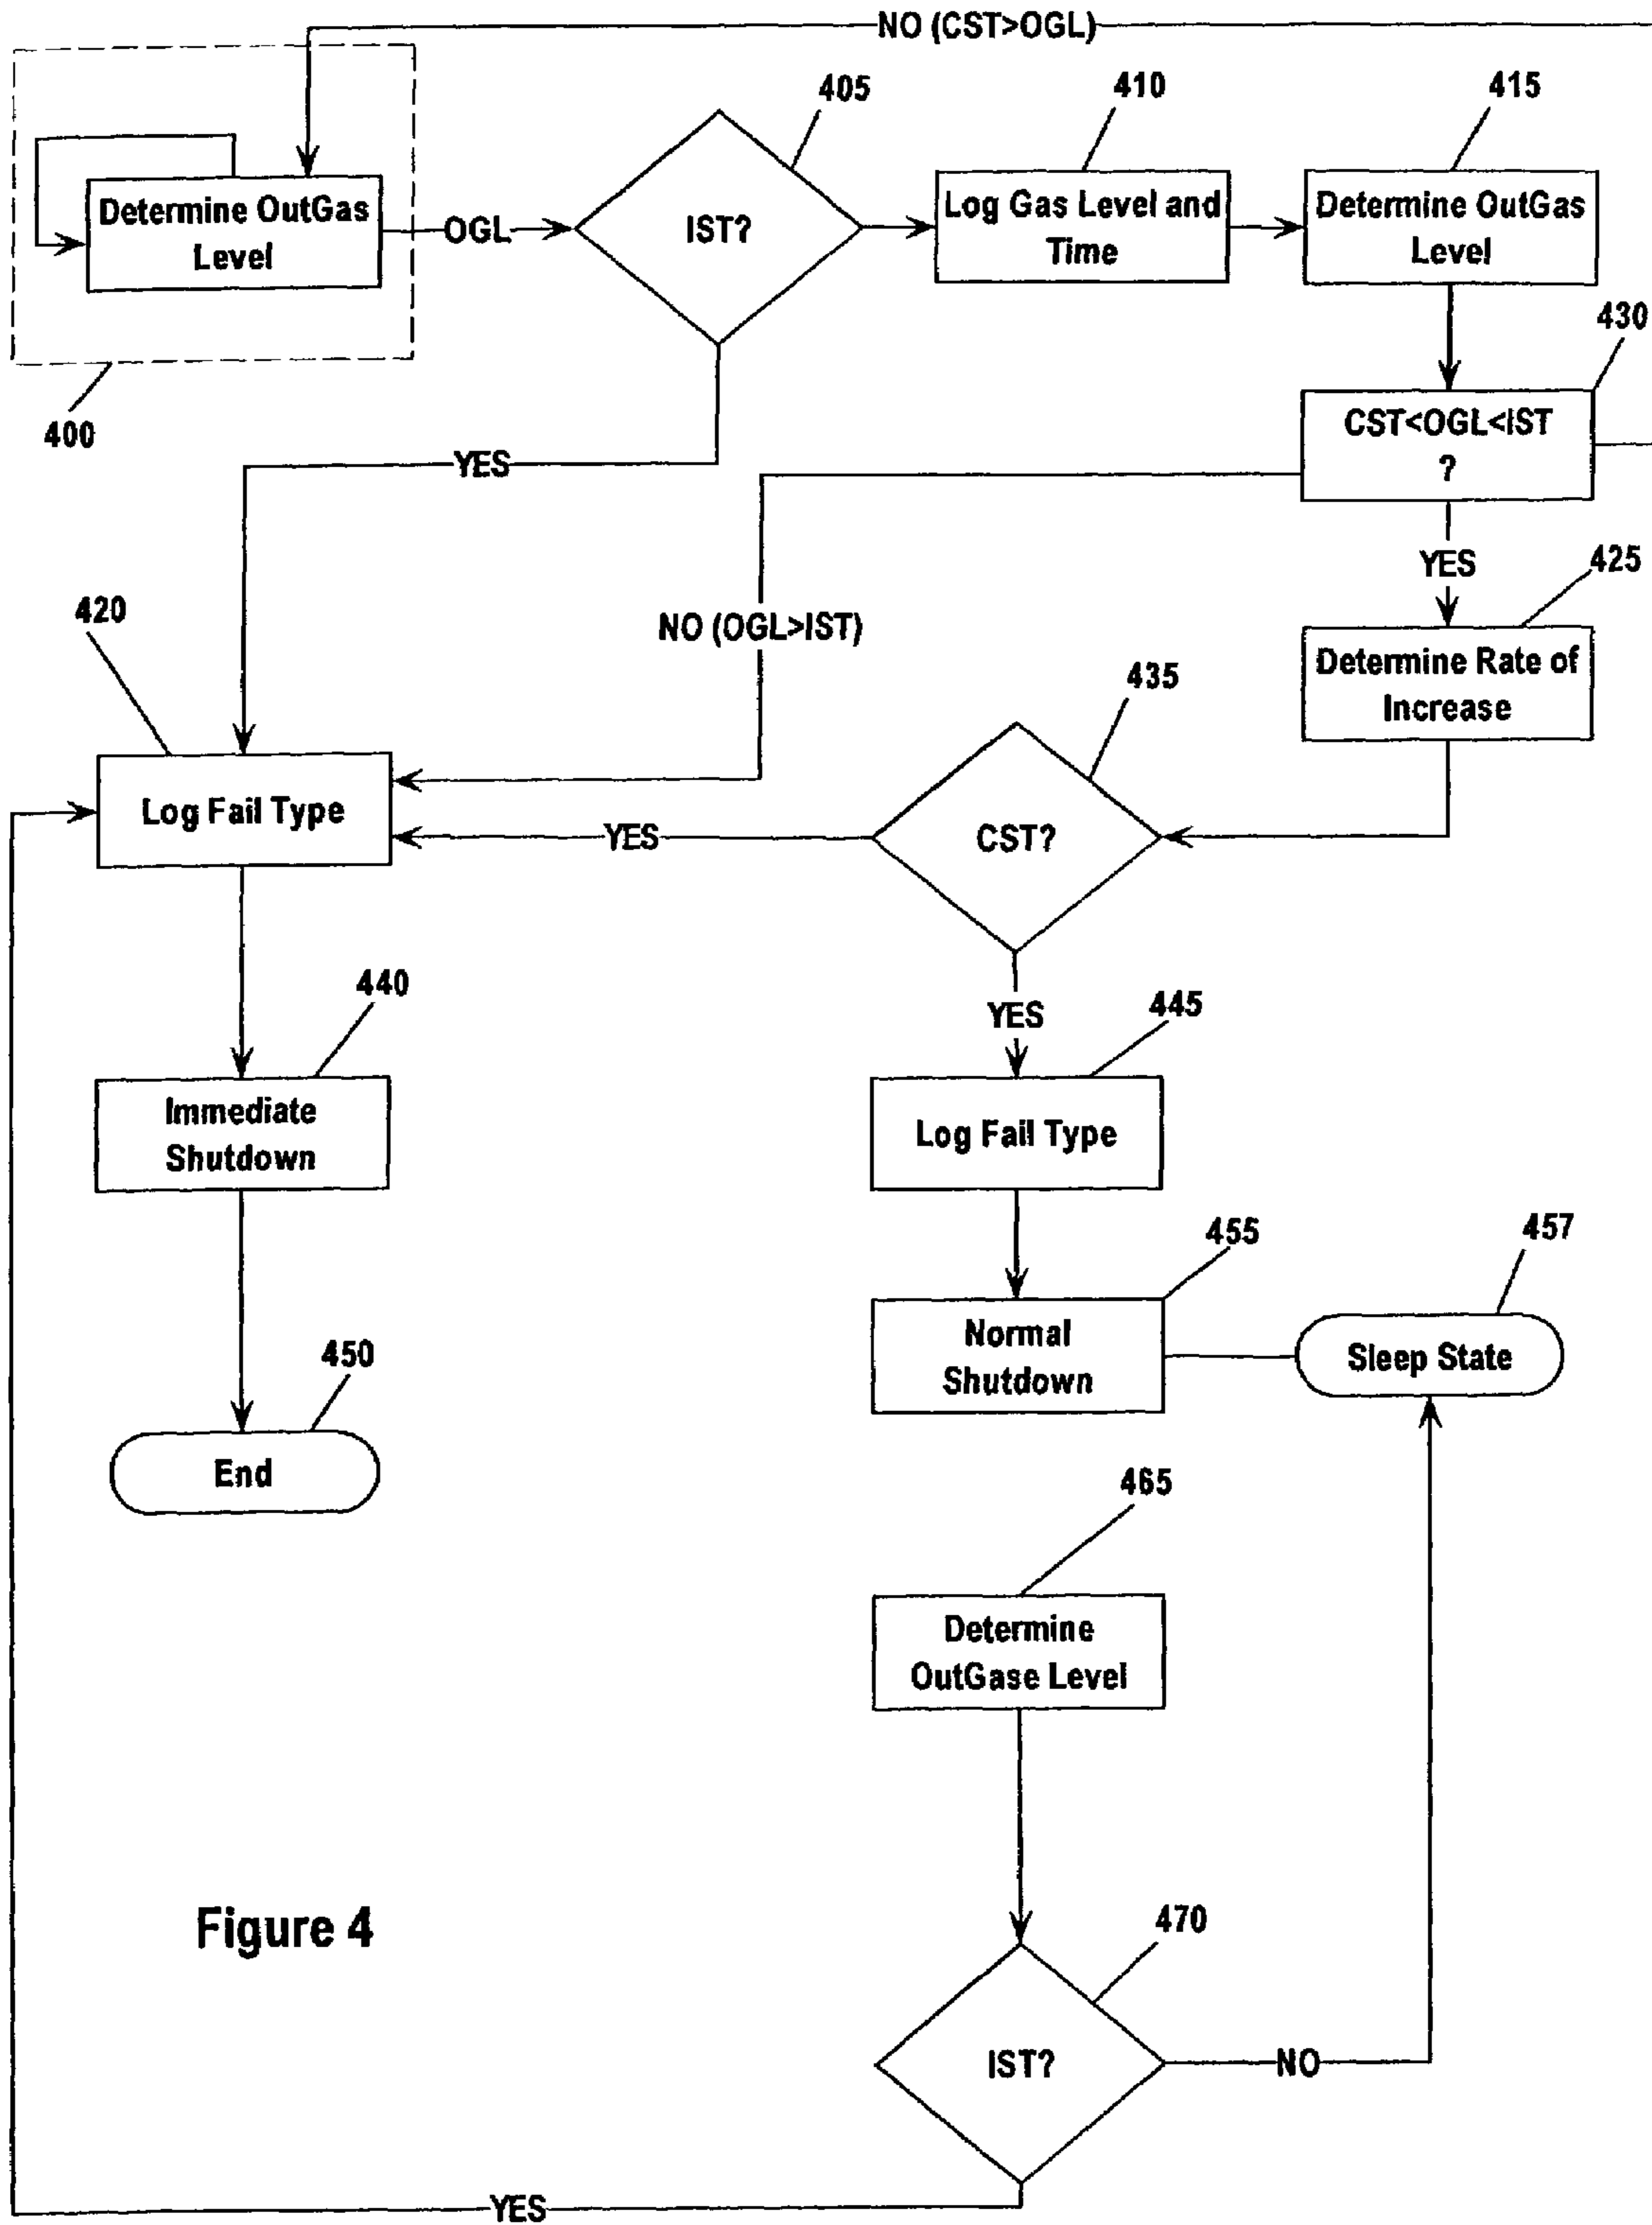 NO (CST>OGL)
405
410
415
Determine OutGas
Level
OGL
IST?
Log Gas Level and
Time
Determine OutGas
Level
430
400
YES
CST<OGL<IST
?
YES
425
420
NO (OGL>IST)
Determine Rate of
Increase
435
Log Fail Type
YES
CST?
440
YES
445
Immediate
Shutdown
Log Fail Type
455
457
450
Normal
Shutdown
Sleep State
End
465
Determine
OutGase Level
Figure 4
470
IST?
NO
YES